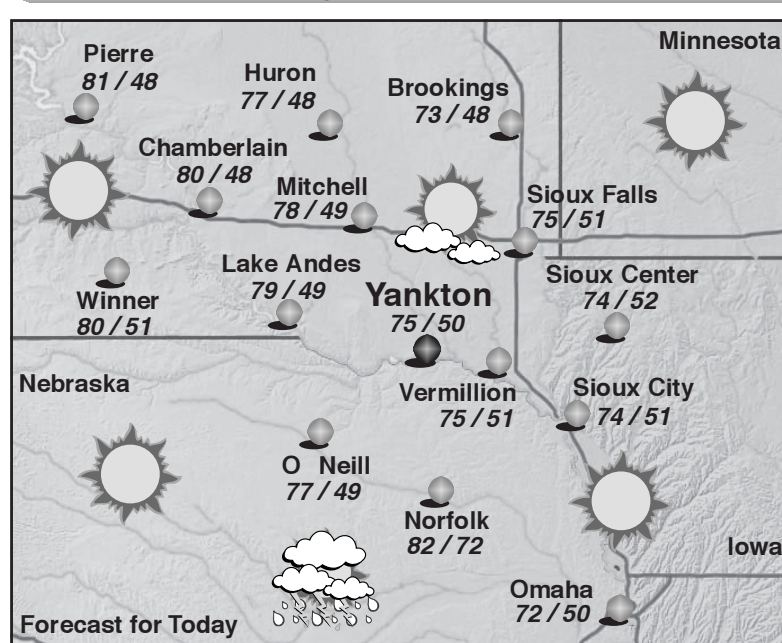 Minnesota
Pierre
81 / 48
Huron
77 / 48
Brookings
73 / 48
Chamberlain
80 / 48
Mitchell
78 / 49
Sioux Falls
75 / 51
Lake Andes
79 / 49
Winner
80 / 51
Yankton
75 / 50
Sioux Center
74 / 52
Nebraska
Vermillion
75 / 51
Sioux City
74 / 51
O Neill
77 / 49
Norfolk
82 / 72
Iowa
Omaha
72 / 50
Forecast for Today